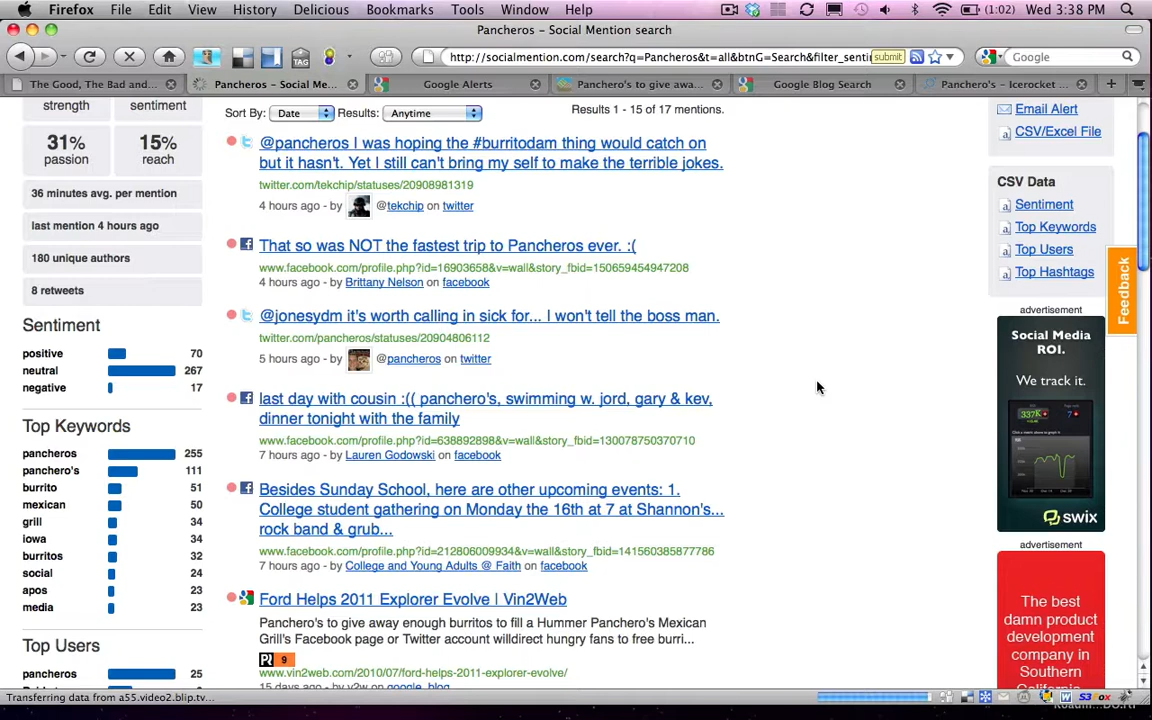 Firefox File Edit View History Delicious Bookmarks Tools Window Help (1:02) Wed 3:38 PM
Pancheros – Social Mention search
http://socialmention.com/search?q=Pancheros&t=all&btnG=Search&filter_senti submit Google
The Good, The Bad and... Pancheros – Social Me... Google Alerts Panchero's to give awa... Google Blog Search Panchero's – Icerocket ...
strength sentiment
31% 15%
passion reach
36 minutes avg. per mention
last mention 4 hours ago
180 unique authors
8 retweets
Sentiment
positive 70
neutral 267
negative 17
Top Keywords
pancheros 255
panchero's 111
burrito 51
mexican 50
grill 34
iowa 34
burritos 32
social 24
apos 23
media 23
Top Users
pancheros 25
Sort By: Date Results: Anytime Results 1 - 15 of 17 mentions.
@pancheros I was hoping the #burritodam thing would catch on
but it hasn't. Yet I still can't bring my self to make the terrible jokes.
twitter.com/tekchip/statuses/20908981319
4 hours ago - by @tekchip on twitter
That so was NOT the fastest trip to Pancheros ever. :(
www.facebook.com/profile.php?id=16903658&v=wall&story_fbid=150659454947208
4 hours ago - by Brittany Nelson on facebook
@jonesydm it's worth calling in sick for... I won't tell the boss man.
twitter.com/pancheros/statuses/20904806112
5 hours ago - by @pancheros on twitter
last day with cousin :(( panchero's, swimming w. jord, gary & kev,
dinner tonight with the family
www.facebook.com/profile.php?id=638892898&v=wall&story_fbid=130078750370710
7 hours ago - by Lauren Godowski on facebook
Besides Sunday School, here are other upcoming events: 1.
College student gathering on Monday the 16th at 7 at Shannon's...
rock band & grub...
www.facebook.com/profile.php?id=212806009934&v=wall&story_fbid=141560385877786
7 hours ago - by College and Young Adults @ Faith on facebook
Ford Helps 2011 Explorer Evolve | Vin2Web
Panchero's to give away enough burritos to fill a Hummer Panchero's Mexican
Grill's Facebook page or Twitter account willdirect hungry fans to free burri...
9
www.vin2web.com/2010/07/ford-helps-2011-explorer-evolve/
15 days ago - by v2w on google_blog
Email Alert
CSV/Excel File
CSV Data
Sentiment
Top Keywords
Top Users
Top Hashtags
Feedback
advertisement
Social Media
ROI.
We track it.
337K
7
swix
advertisement
The best
damn product
development
company in
Southern
Transferring data from a55.video2.blip.tv... S3Fox